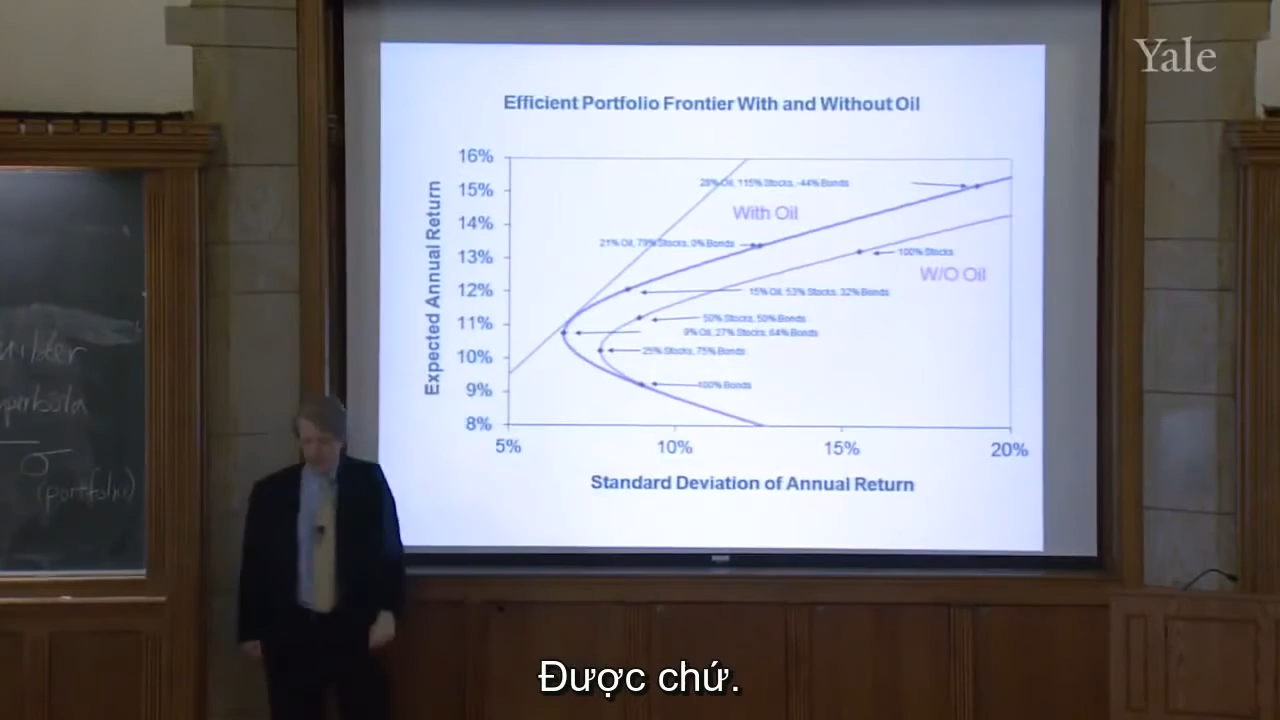 Yale
Efficient Portfolio Frontier With and Without Oil
16%
15%
14%
13%
12%
11%
10%
9%
8%
Expected Annual Return
28% Oil, 115% Stocks, -44% Bonds
With Oil
21% Oil, 79% Stocks, 0% Bonds
100% Stocks
W/O Oil
15% Oil, 53% Stocks, 32% Bonds
50% Stocks, 50% Bonds
9% Oil, 27% Stocks, 64% Bonds
25% Stocks, 75% Bonds
100% Bonds
5%
10%
15%
20%
Standard Deviation of Annual Return
σ
(portfolio)
Được chứ.